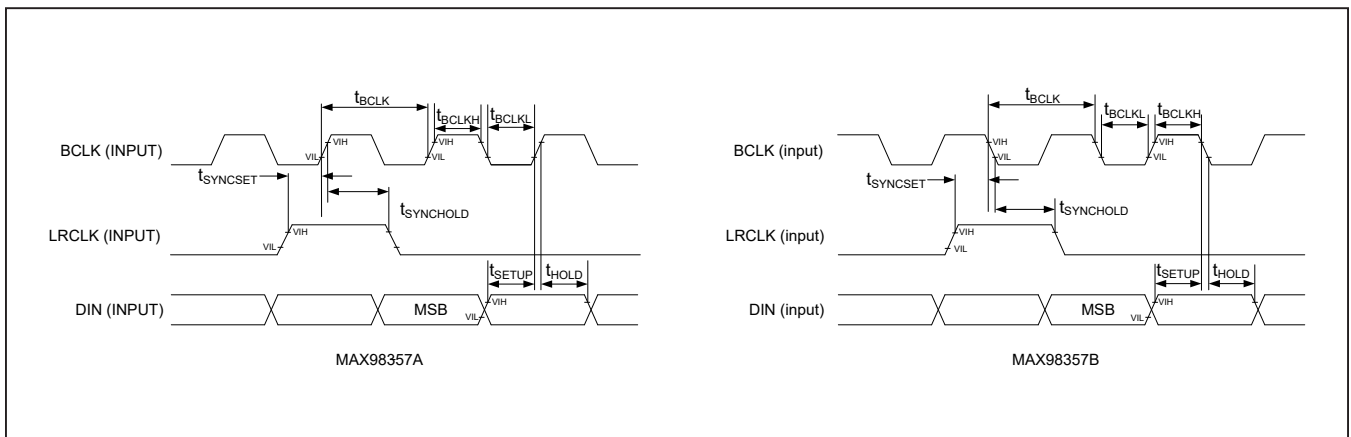 tBCLK
tBCLKH
tBCLKL
BCLK (INPUT)
VIL
VIH
VIL
tSYNCSET
tSYNCHOLD
LRCLK (INPUT)
VIL
VIH
tSETUP
tHOLD
DIN (INPUT)
MSB
VIH
VIL
MAX98357A
tBCLK
tBCLKL
tBCLKH
BCLK (input)
VIH
VIL
VIH
VIL
tSYNCSET
tSYNCHOLD
LRCLK (input)
VIH
VIL
tSETUP
tHOLD
DIN (input)
MSB
VIH
VIL
MAX98357B